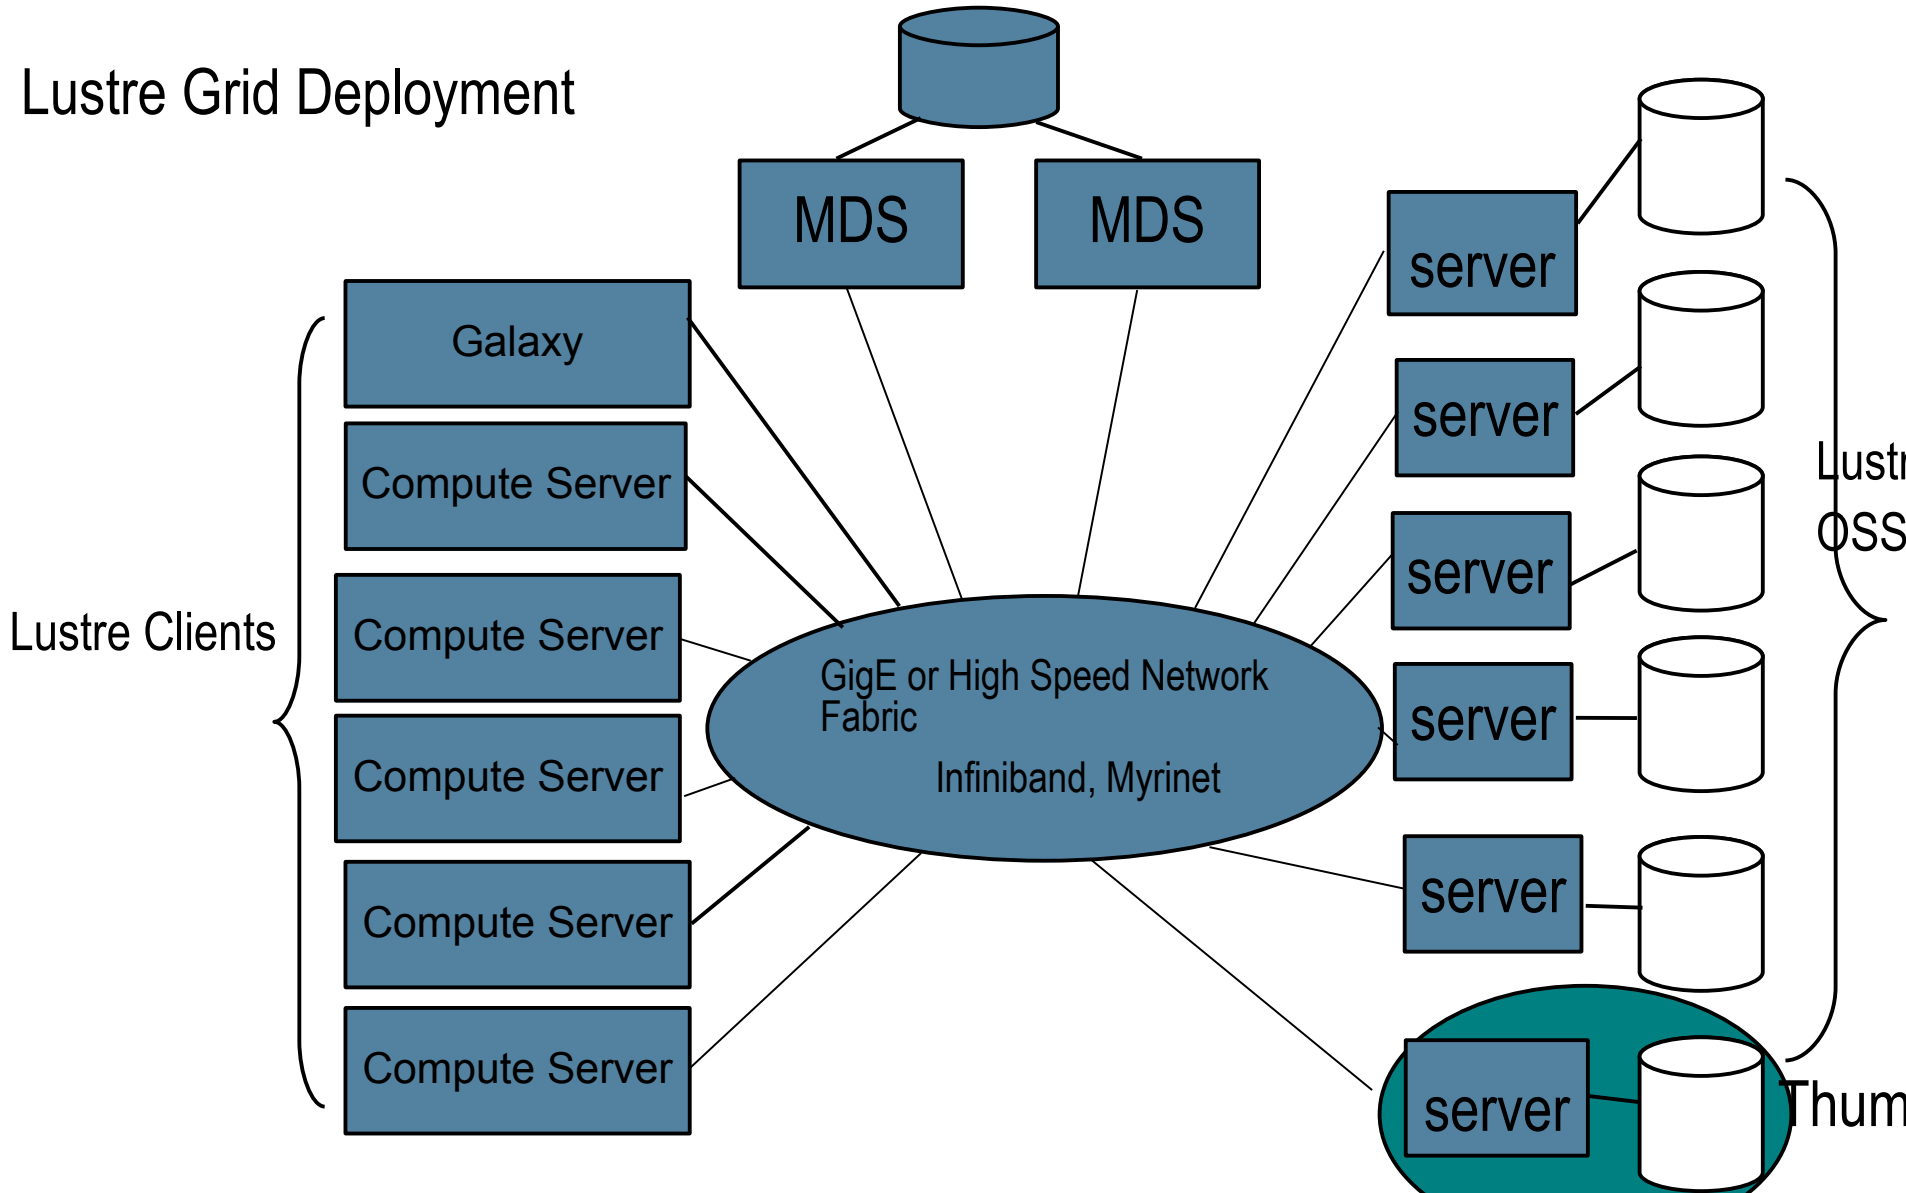 Lustre Grid Deployment
MDS
MDS
Galaxy
Compute Server
Compute Server
Compute Server
Compute Server
Compute Server
Lustre Clients
GigE or High Speed Network
Fabric
Infiniband, Myrinet
server
server
server
server
server
server
OSS